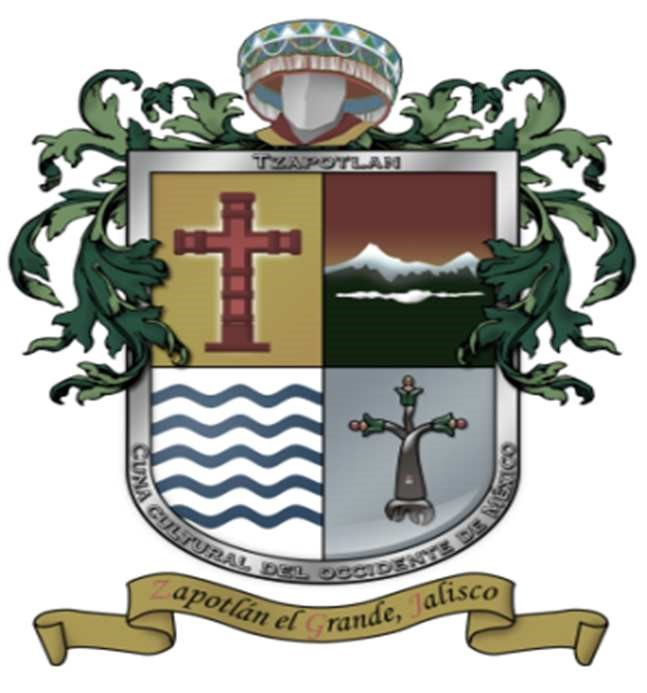 TZAPOTLAN
CUNA CULTURAL DEL OCCIDENTE DE MÉXICO
Zapotlán el Grande, Jalisco